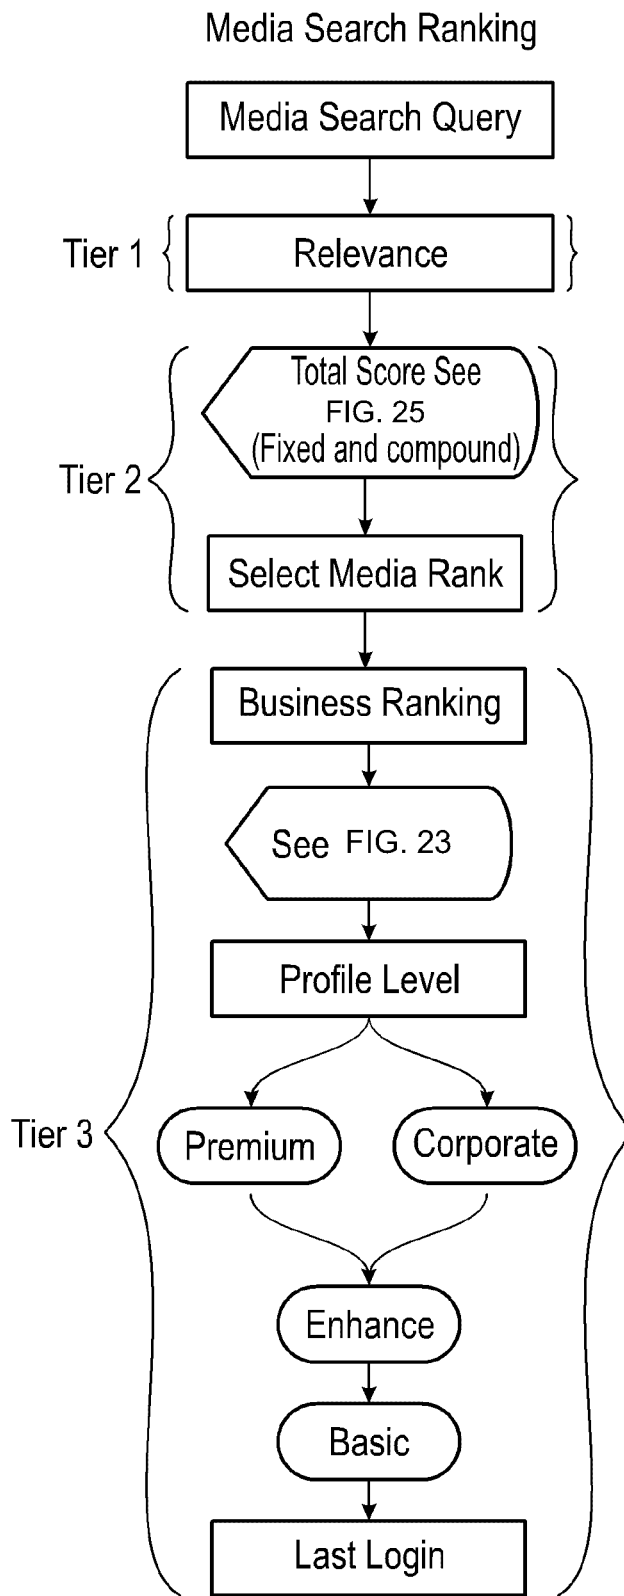 Media Search Ranking
Media Search Query
Tier 1
Relevance
Total Score See
FIG. 25
(Fixed and compound)
Tier 2
Select Media Rank
Business Ranking
See FIG. 23
Profile Level
Tier 3
Premium
Corporate
Enhance
Basic
Last Login